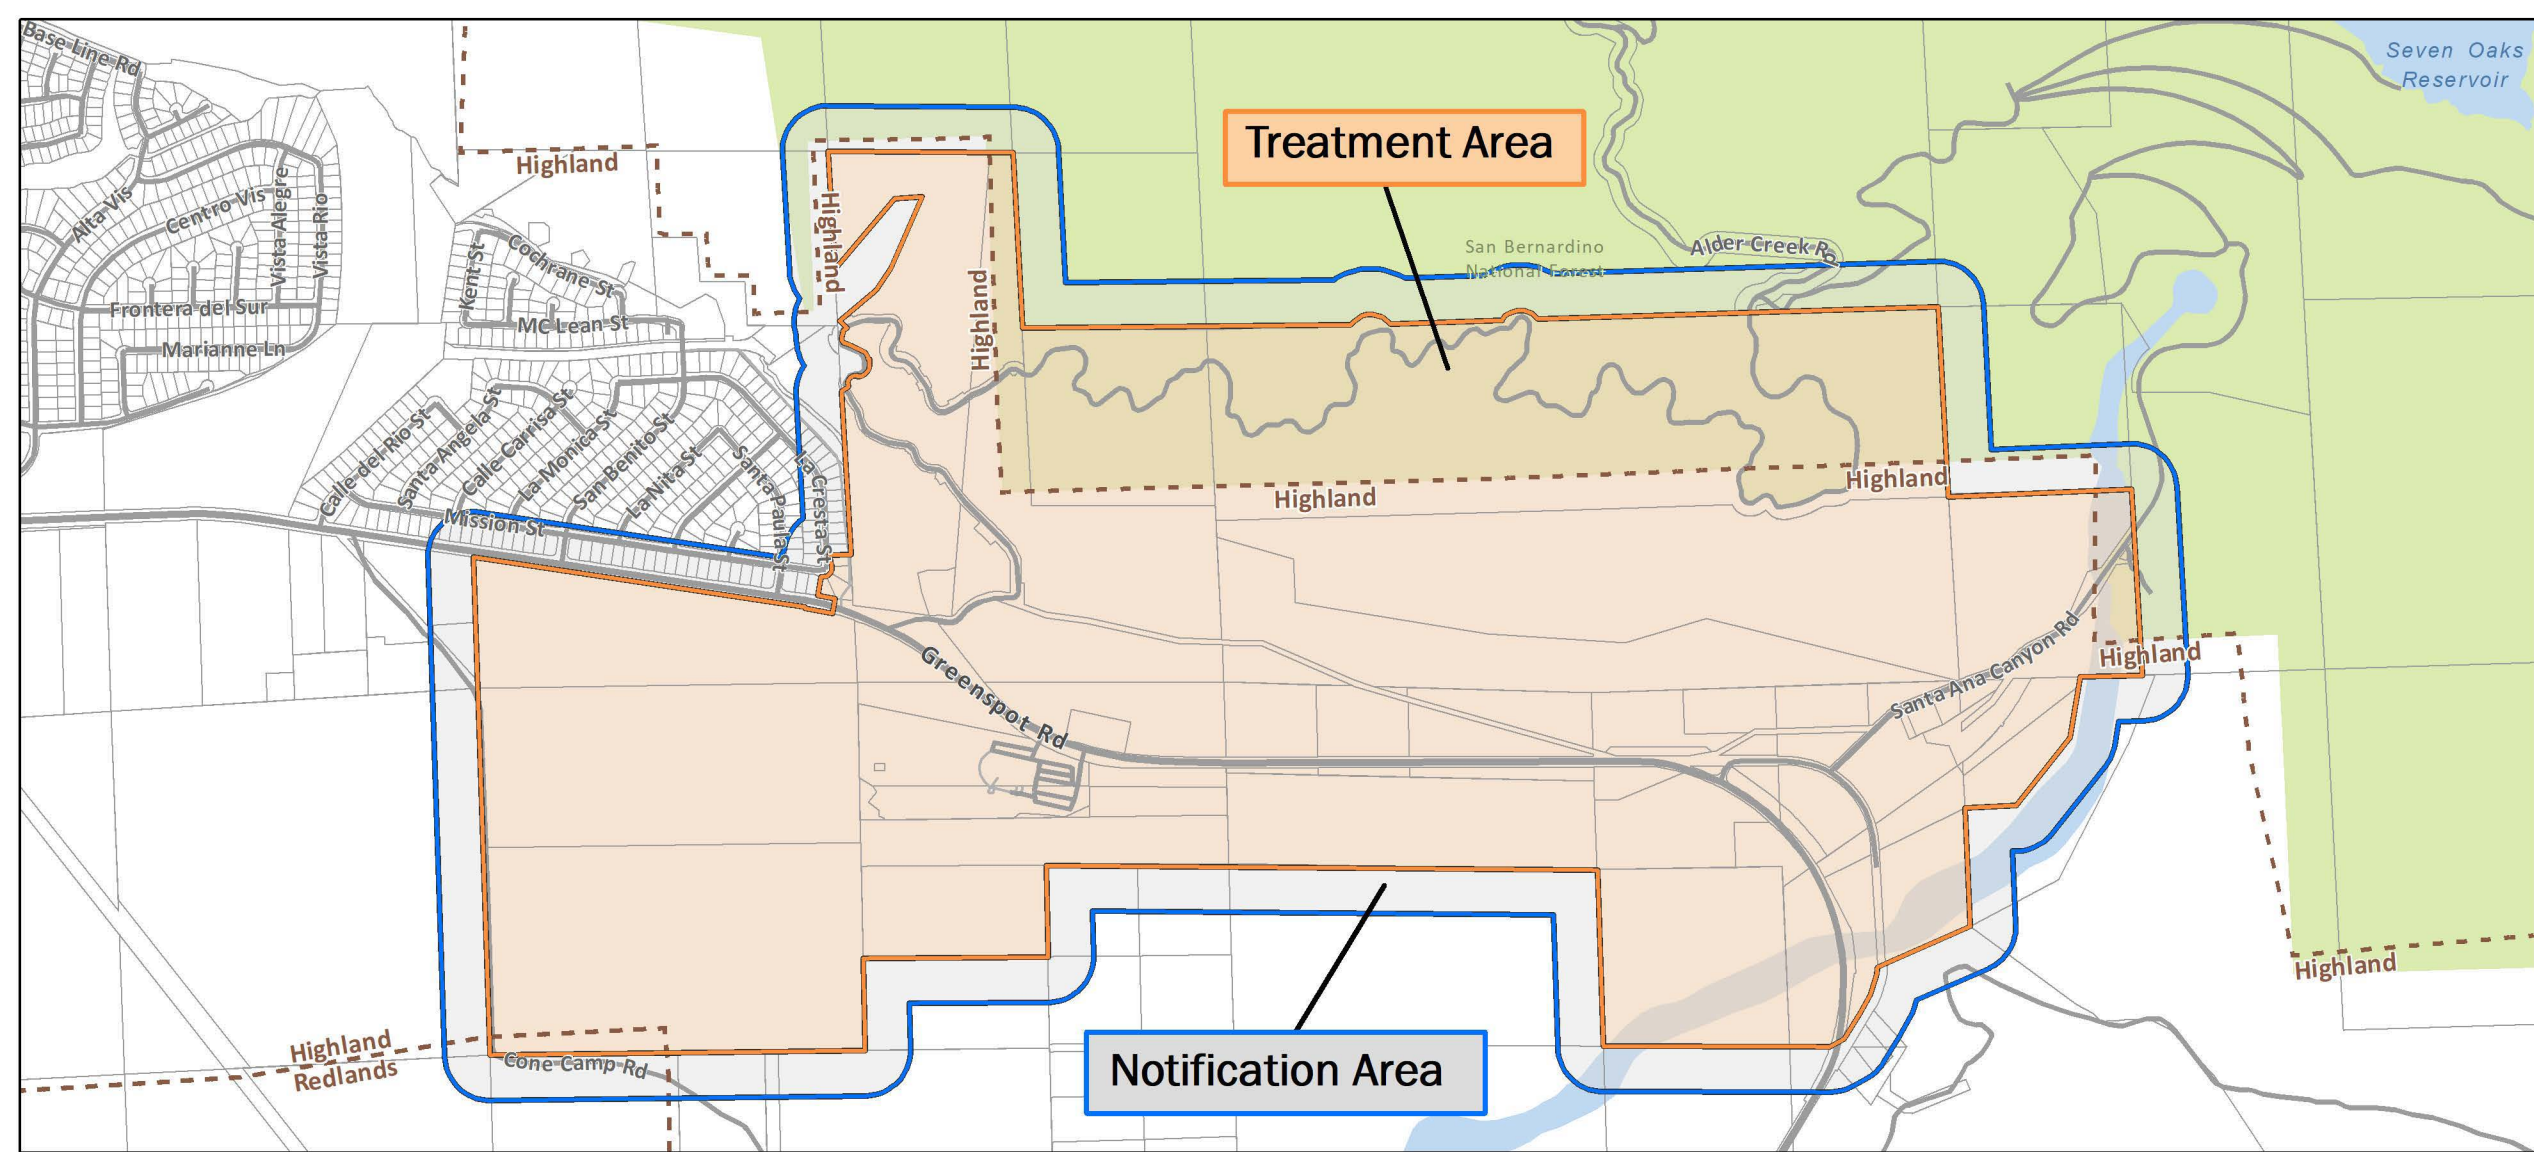 Base Line Rd
Seven Oaks
Reservoir
Treatment Area
Highland
Alta Vis
Centro Vis
Vista Alegre
Vista Rio
Highland
Kent St
Cochrane St
San Bernardino
National Forest
Alder Creek Rd
Frontera del Sur
MC Lean St
Highland
Marianne Ln
Calle del Rio St
Santa Angela St
Calle Carrisa St
La Monica St
San Benito St
La Nita St
Santa Paula St
La Cresta St
Mission St
Highland
Highland
Greenspot Rd
Santa Ana Canyon Rd
Highland
Highland
Highland
Redlands
Cone Camp Rd
Notification Area